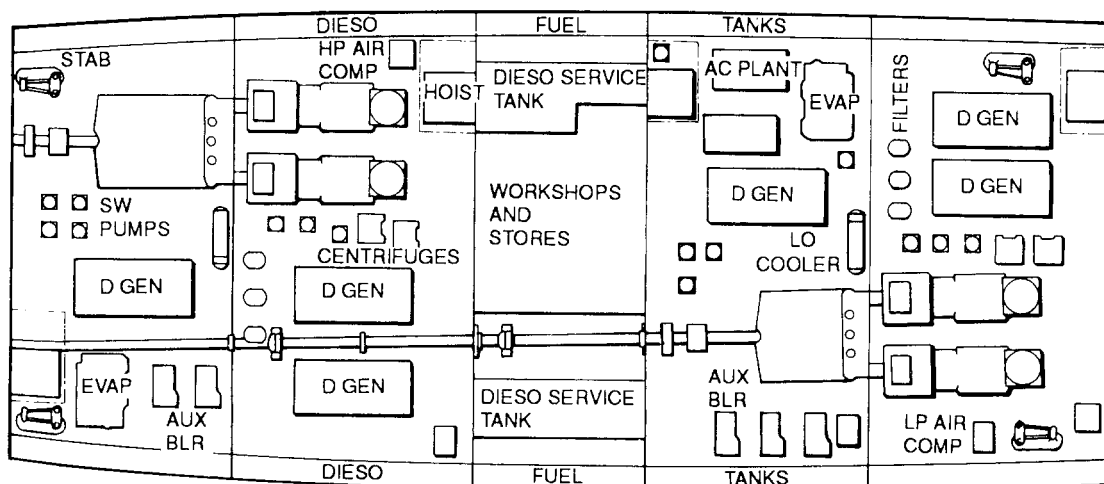 DIESO FUEL TANKS
STAB
HP AIR
COMP
HOIST
DIESO SERVICE
TANK
AC PLANT
EVAP
FILTERS
D GEN
D GEN
D GEN
SW
PUMPS
CENTRIFUGES
WORKSHOPS
AND
STORES
LO
COOLER
D GEN
D GEN
D GEN
EVAP
AUX
BLR
DIESO SERVICE
TANK
AUX
BLR
LP AIR
COMP
DIESO FUEL TANKS